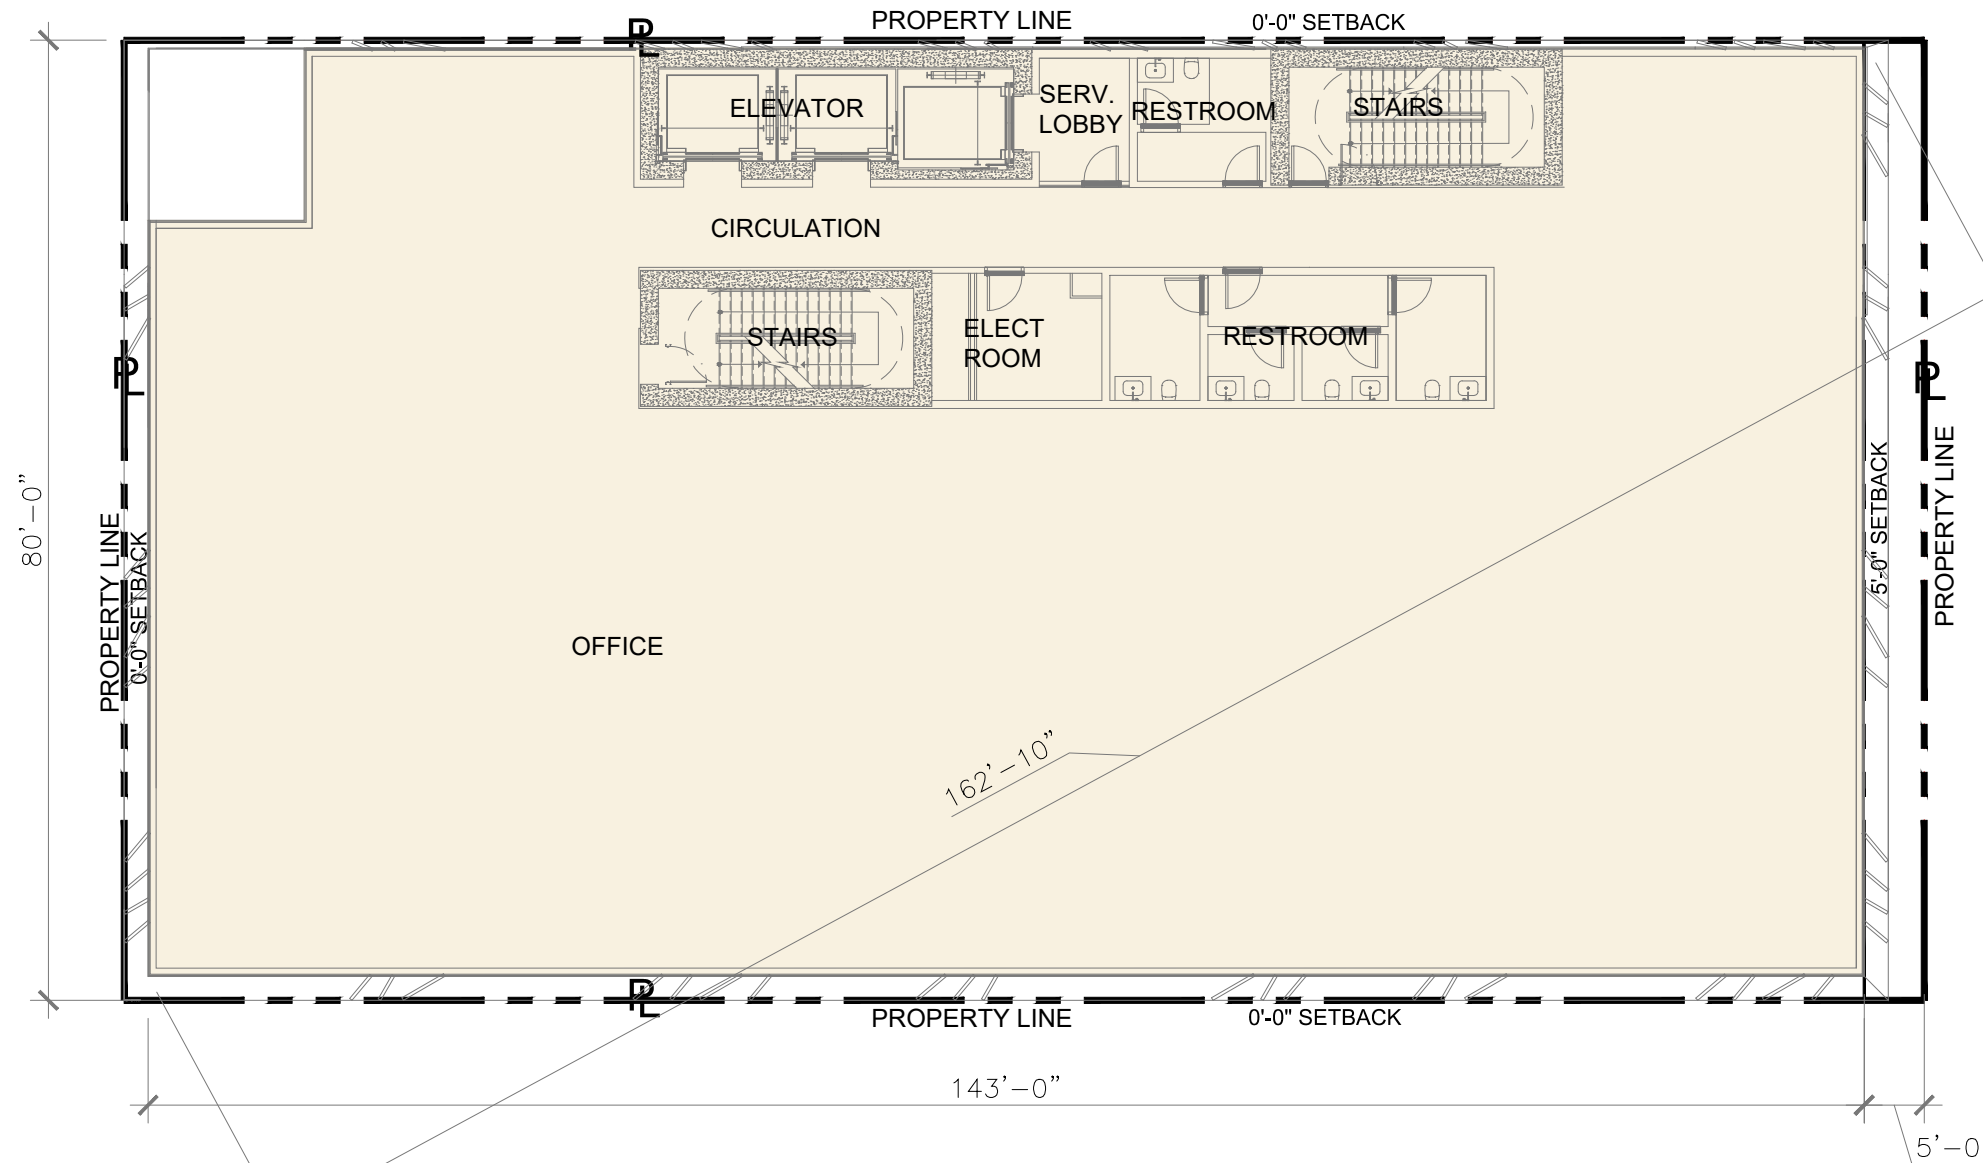 PROPERTY LINE
0'-0" SETBACK
PL
ELEVATOR
SERV.
LOBBY
RESTROOM
STAIRS
CIRCULATION
STAIRS
ELECT
ROOM
RESTROOM
PL
PL
80'-0"
PROPERTY LINE
0'-0" SETBACK
5'-0" SETBACK
PROPERTY LINE
OFFICE
162'-10"
PL
PROPERTY LINE
0'-0" SETBACK
143'-0"
5'-0